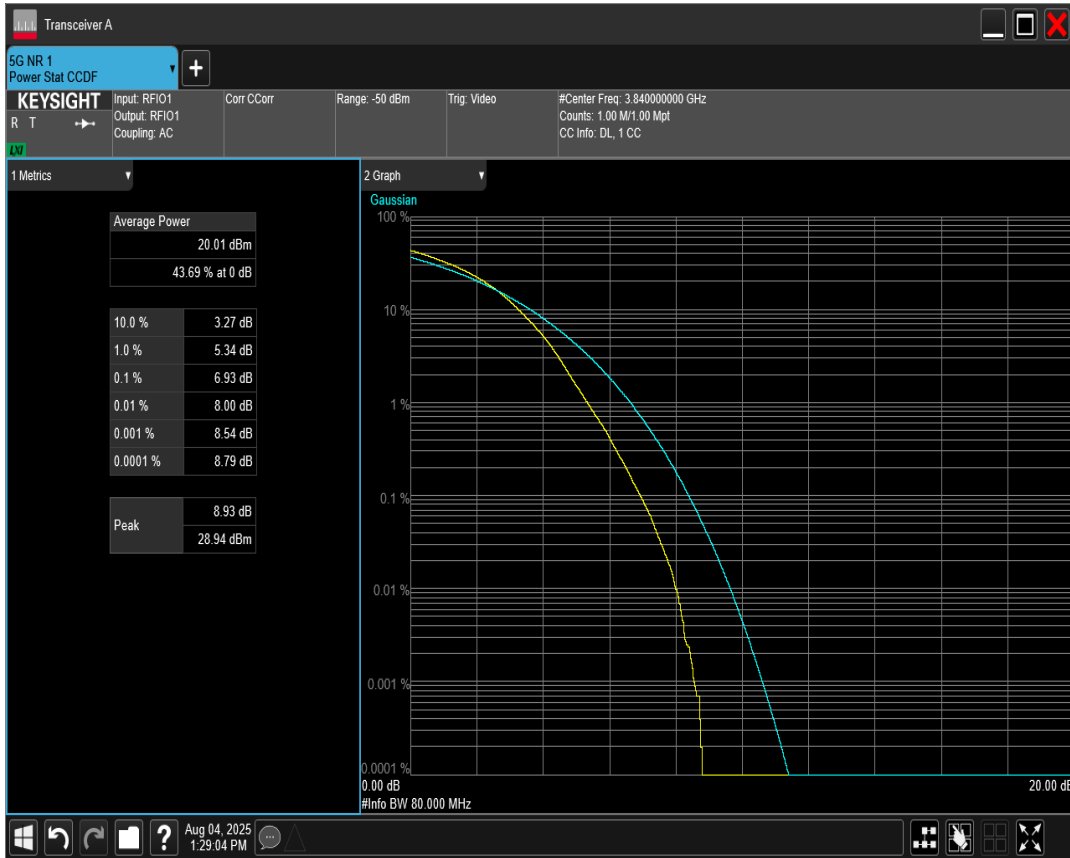 Transceiver A
5G NR 1
Power Stat CCDF
KEYSIGHT
R T
LXI
Input: RFIO1
Output: RFIO1
Coupling: AC
Corr CCorr
Range: -50 dBm
Trig: Video
#Center Freq: 3.840000000 GHz
Counts: 1.00 M/1.00 Mpt
CC Info: DL, 1 CC
1 Metrics
Average Power
20.01 dBm
43.69 % at 0 dB
10.0 % 3.27 dB
1.0 % 5.34 dB
0.1 % 6.93 dB
0.01 % 8.00 dB
0.001 % 8.54 dB
0.0001 % 8.79 dB
Peak
8.93 dB
28.94 dBm
2 Graph
Gaussian
100 %
10 %
1 %
0.1 %
0.01 %
0.001 %
0.0001 %
0.00 dB
20.00 dB
#Info BW 80.000 MHz
?
Aug 04, 2025
1:29:04 PM